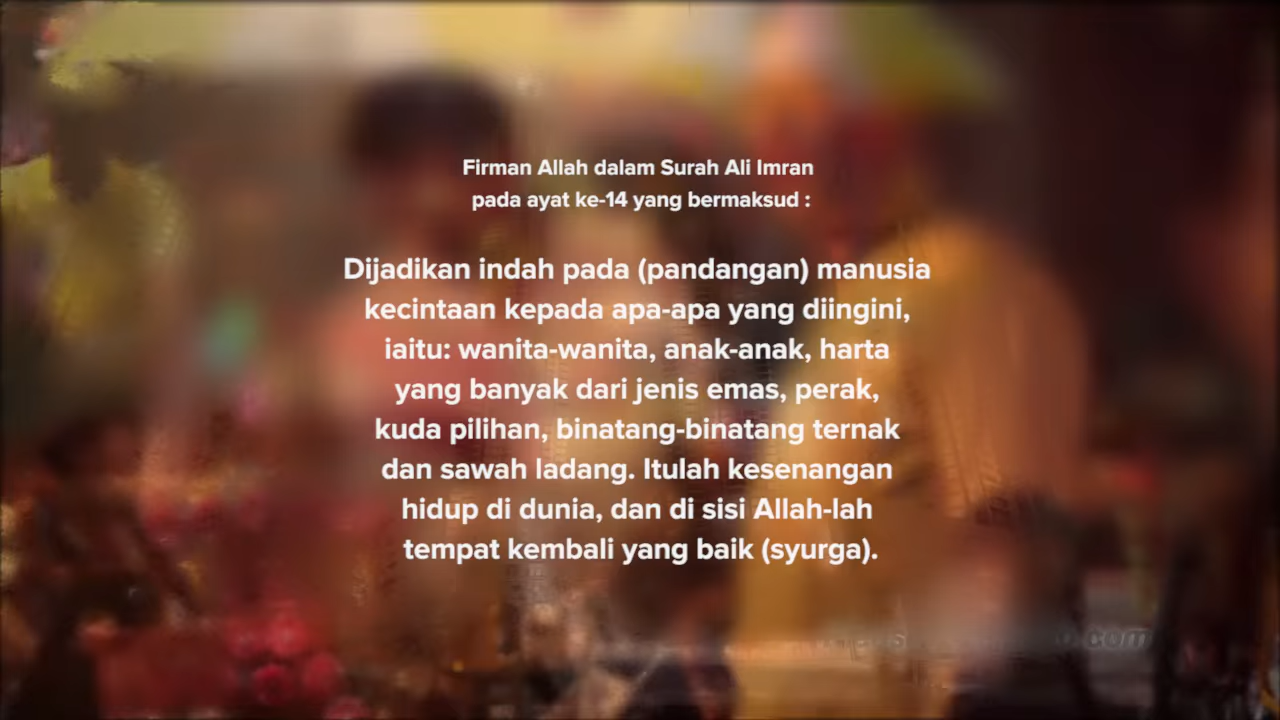 Firman Allah dalam Surah Ali Imran
pada ayat ke-14 yang bermaksud :
Dijadikan indah pada (pandangan) manusia
kecintaan kepada apa-apa yang diingini,
iaitu: wanita-wanita, anak-anak, harta
yang banyak dari jenis emas, perak,
kuda pilihan, binatang-binatang ternak
dan sawah ladang. Itulah kesenangan
hidup di dunia, dan di sisi Allah-lah
tempat kembali yang baik (syurga).